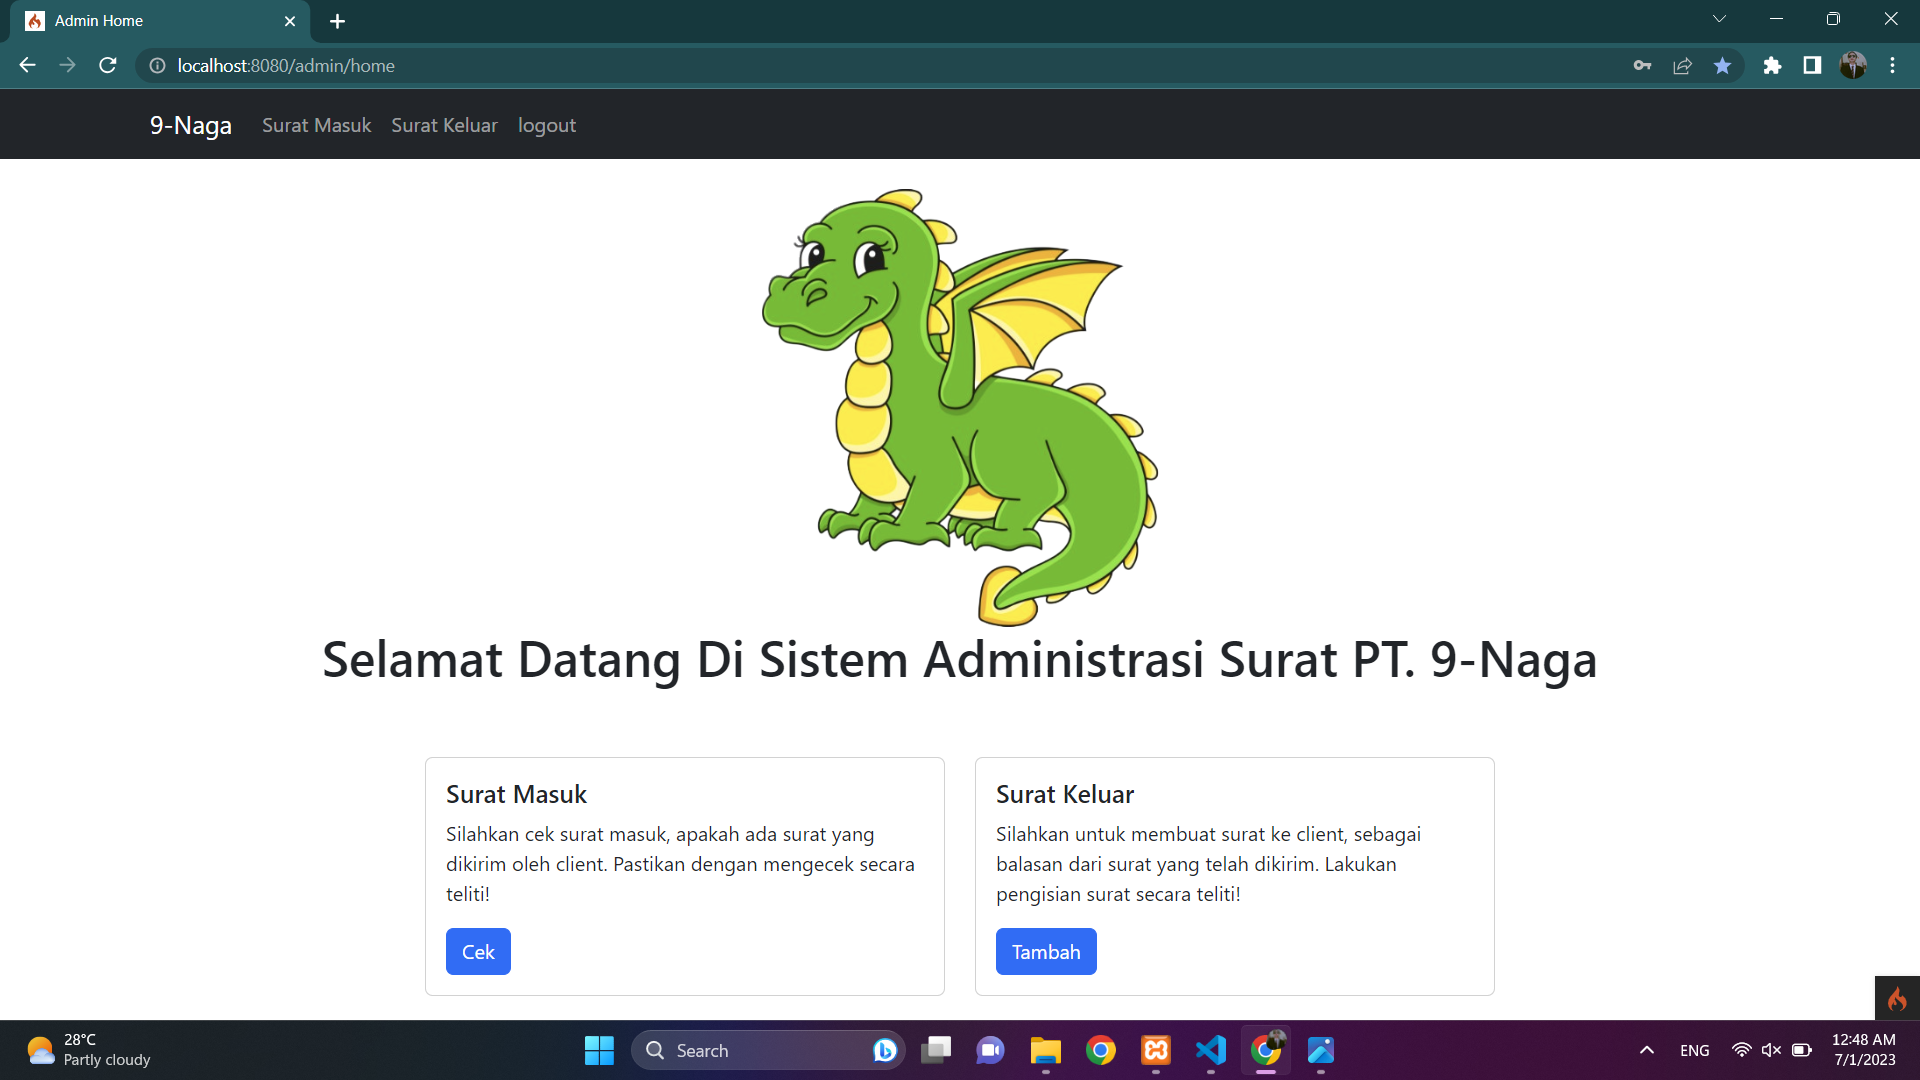 Admin Home
localhost:8080/admin/home
9-Naga
Surat Masuk
Surat Keluar
logout
Selamat Datang Di Sistem Administrasi Surat PT. 9-Naga
Surat Masuk
Silahkan cek surat masuk, apakah ada surat yang
dikirim oleh client. Pastikan dengan mengecek secara
teliti!
Cek
Surat Keluar
Silahkan untuk membuat surat ke client, sebagai
balasan dari surat yang telah dikirim. Lakukan
pengisian surat secara teliti!
Tambah
28°C
Partly cloudy
Search
ENG
12:48 AM
7/1/2023